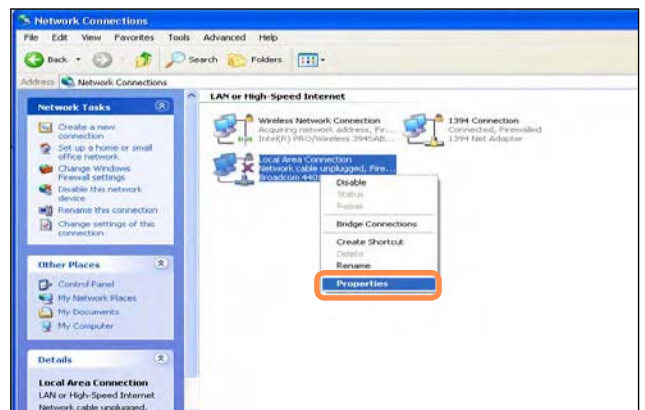 Network Connections
File Edit View Favorites Tools Advanced Help
Back Search Folders
Address Network Connections
Network Tasks
Create a new
connection
Set up a home or small
office network
Change Windows
Firewall settings
Disable this network
device
Rename this connection
Change settings of this
connection
Other Places
Control Panel
My Network Places
My Documents
My Computer
Details
Local Area Connection
LAN or High-Speed Internet
Network cable unplugged,
LAN or High-Speed Internet
Wireless Network Connection
Acquiring network address, Fir...
Intel(R) PRO/Wireless 3945AB...
1394 Connection
Connected, Firewalled
1394 Net Adapter
Local Area Connection
Network cable unplugged, Fire...
Broadcom 440
Disable
Status
Repair
Bridge Connections
Create Shortcut
Delete
Rename
Properties